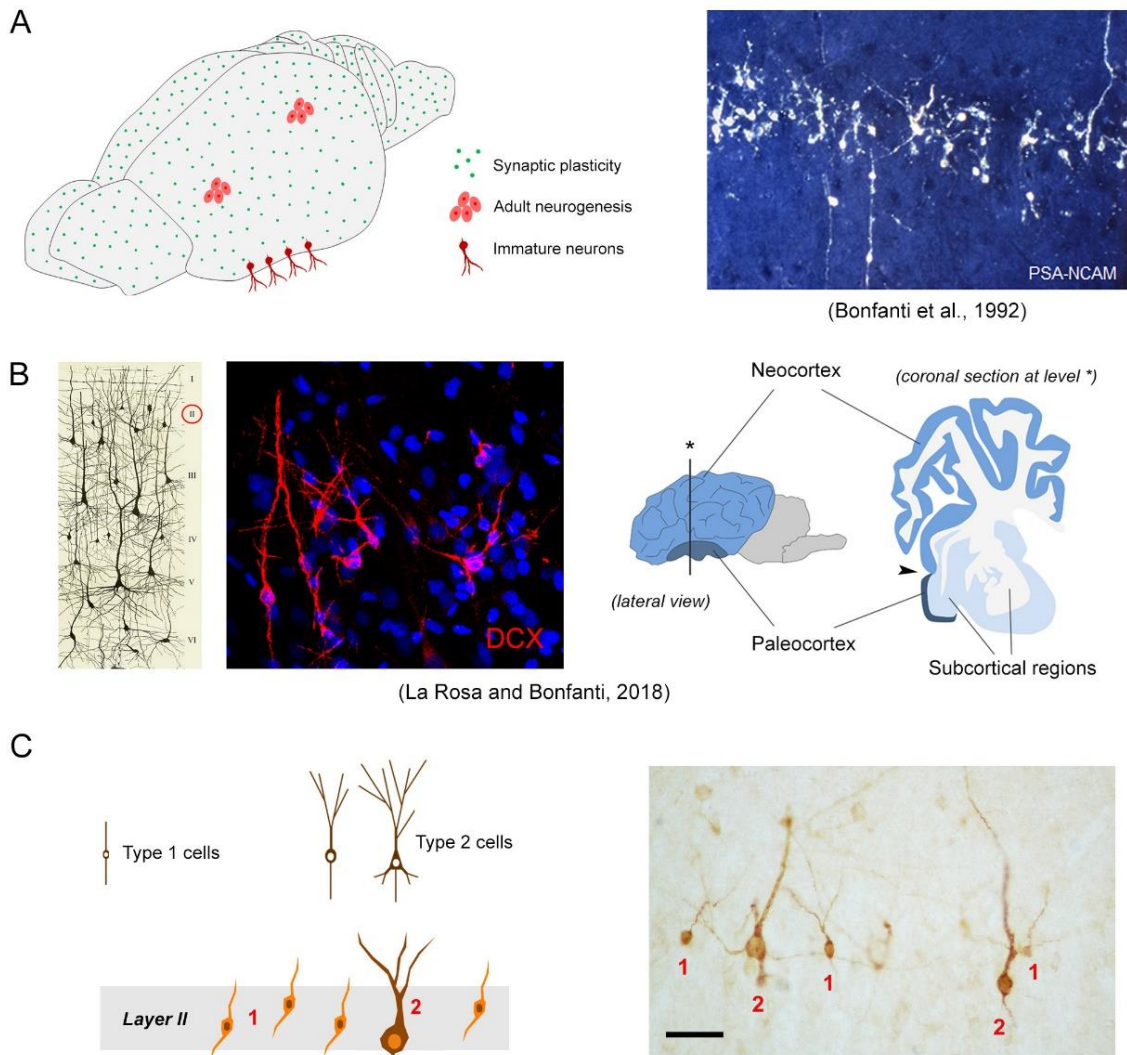 A
Synaptic plasticity
Adult neurogenesis
Immature neurons
PSA-NCAM
(Bonfanti et al., 1992)
B
I
II
III
IV
V
VI
DCX
Neocortex
(coronal section at level *)
*
(lateral view)
Paleocortex
Subcortical regions
(La Rosa and Bonfanti, 2018)
C
Type 1 cells
Type 2 cells
Layer II
1
2
1
2
1
2
1